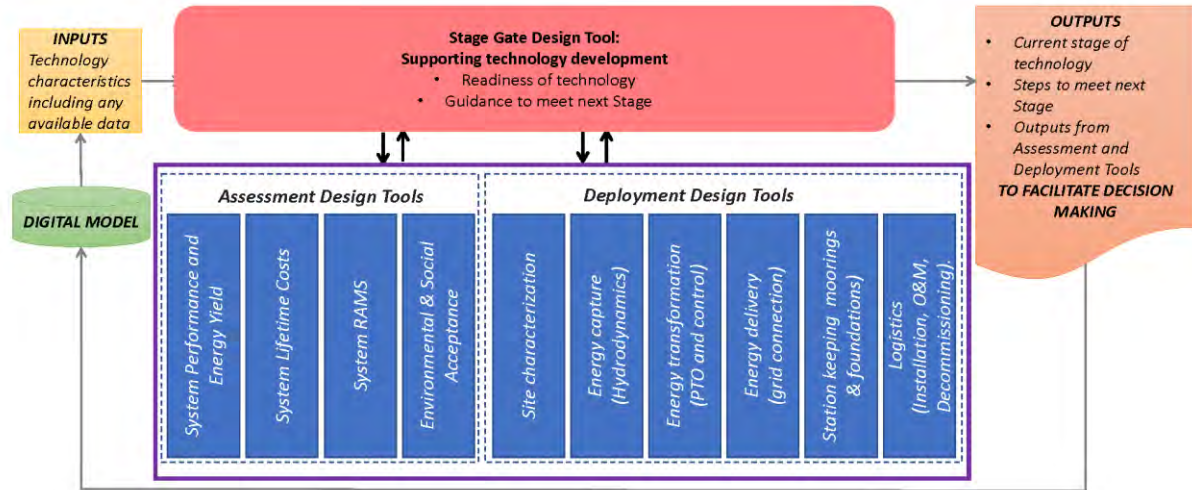 INPUTS
Technology
characteristics
including any
available data
DIGITAL MODEL
Stage Gate Design Tool:
Supporting technology development
• Readiness of technology
• Guidance to meet next Stage
OUTPUTS
• Current stage of
technology
• Steps to meet next
Stage
• Outputs from
Assessment and
Deployment Tools
TO FACILITATE DECISION
MAKING
Assessment Design Tools
System Performance and
Energy Yield
System Lifetime Costs
System RAMS
Environmental & Social
Acceptance
Deployment Design Tools
Site characterization
Energy capture
(Hydrodynamics)
Energy transformation
(PTO and control)
Energy delivery
(grid connection)
Station keeping moorings
& foundations)
Logistics
(Installation, O&M,
Decommissioning).